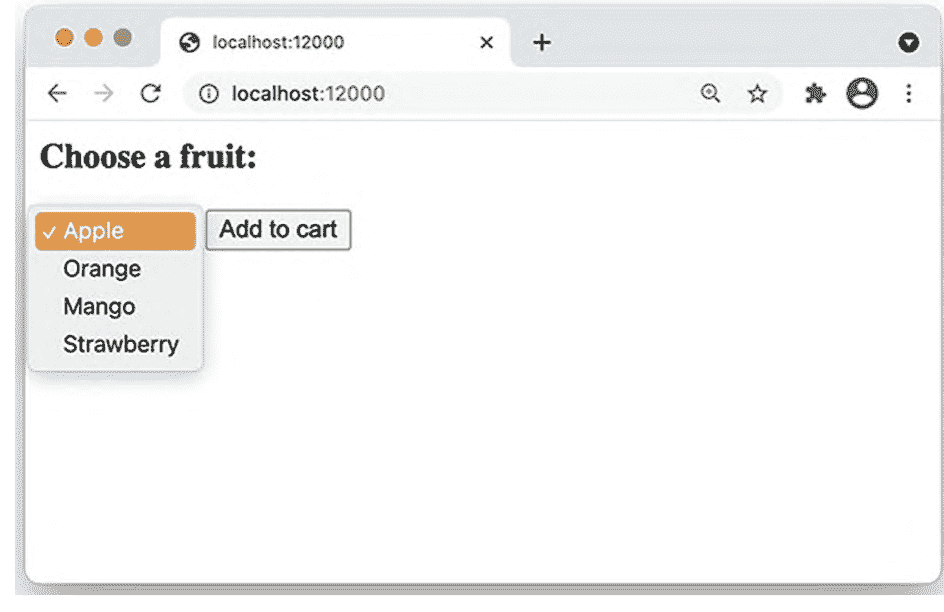 localhost:12000
localhost:12000
Choose a fruit:
✓ Apple
Add to cart
Orange
Mango
Strawberry